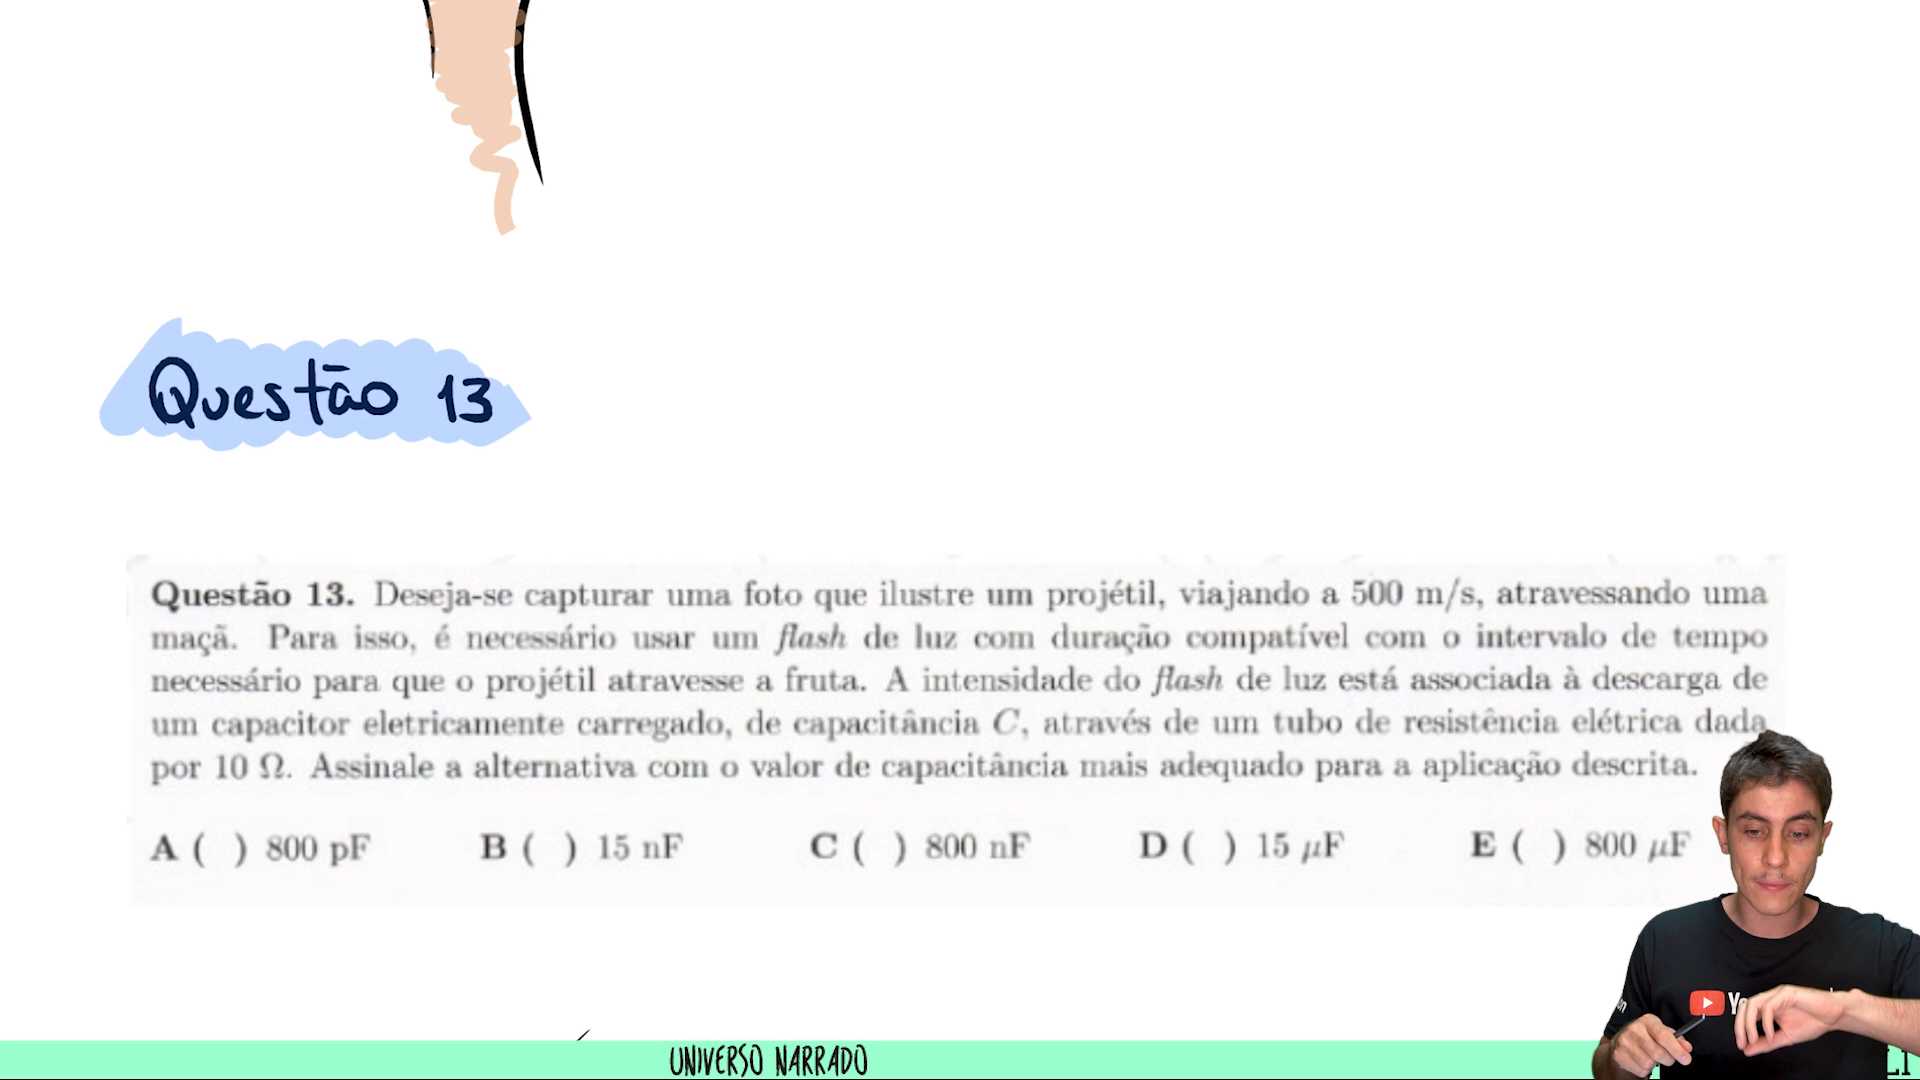 Questão 13
Questão 13. Deseja-se capturar uma foto que ilustre um projétil, viajando a 500 m/s, atravessando uma
maçã. Para isso, é necessário usar um flash de luz com duração compatível com o intervalo de tempo
necessário para que o projétil atravesse a fruta. A intensidade do flash de luz está associada à descarga de
um capacitor eletricamente carregado, de capacitância C, através de um tubo de resistência elétrica dada
por 10 Ω. Assinale a alternativa com o valor de capacitância mais adequado para a aplicação descrita.
A ( ) 800 pF B ( ) 15 nF C ( ) 800 nF D ( ) 15 μF E ( ) 800 μF
UNIVERSO NARRADO